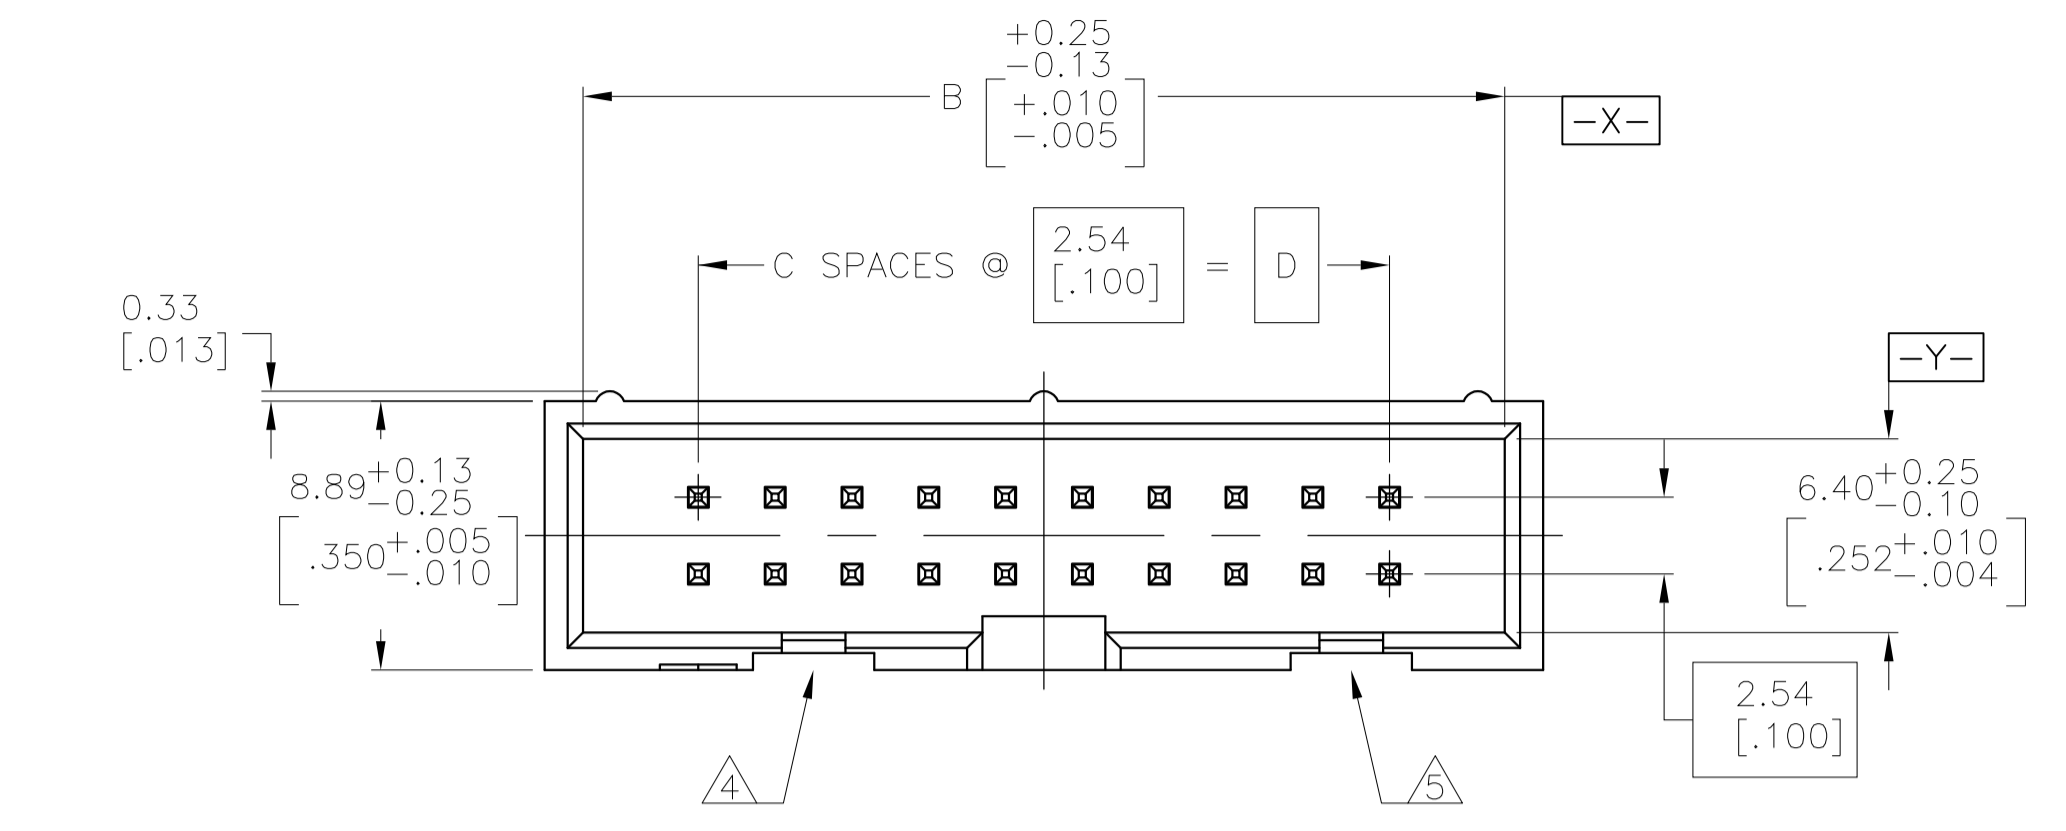 +0.25
-0.13
B
+.010
-.005
-X-
C SPACES @ 2.54 [.100] = D
0.33
[.013]
-Y-
8.89 +0.13 -0.25
[.350 +.005 -.010]
6.40 +0.25 -0.10
[.252 +.010 -.004]
2.54
[.100]
4
5